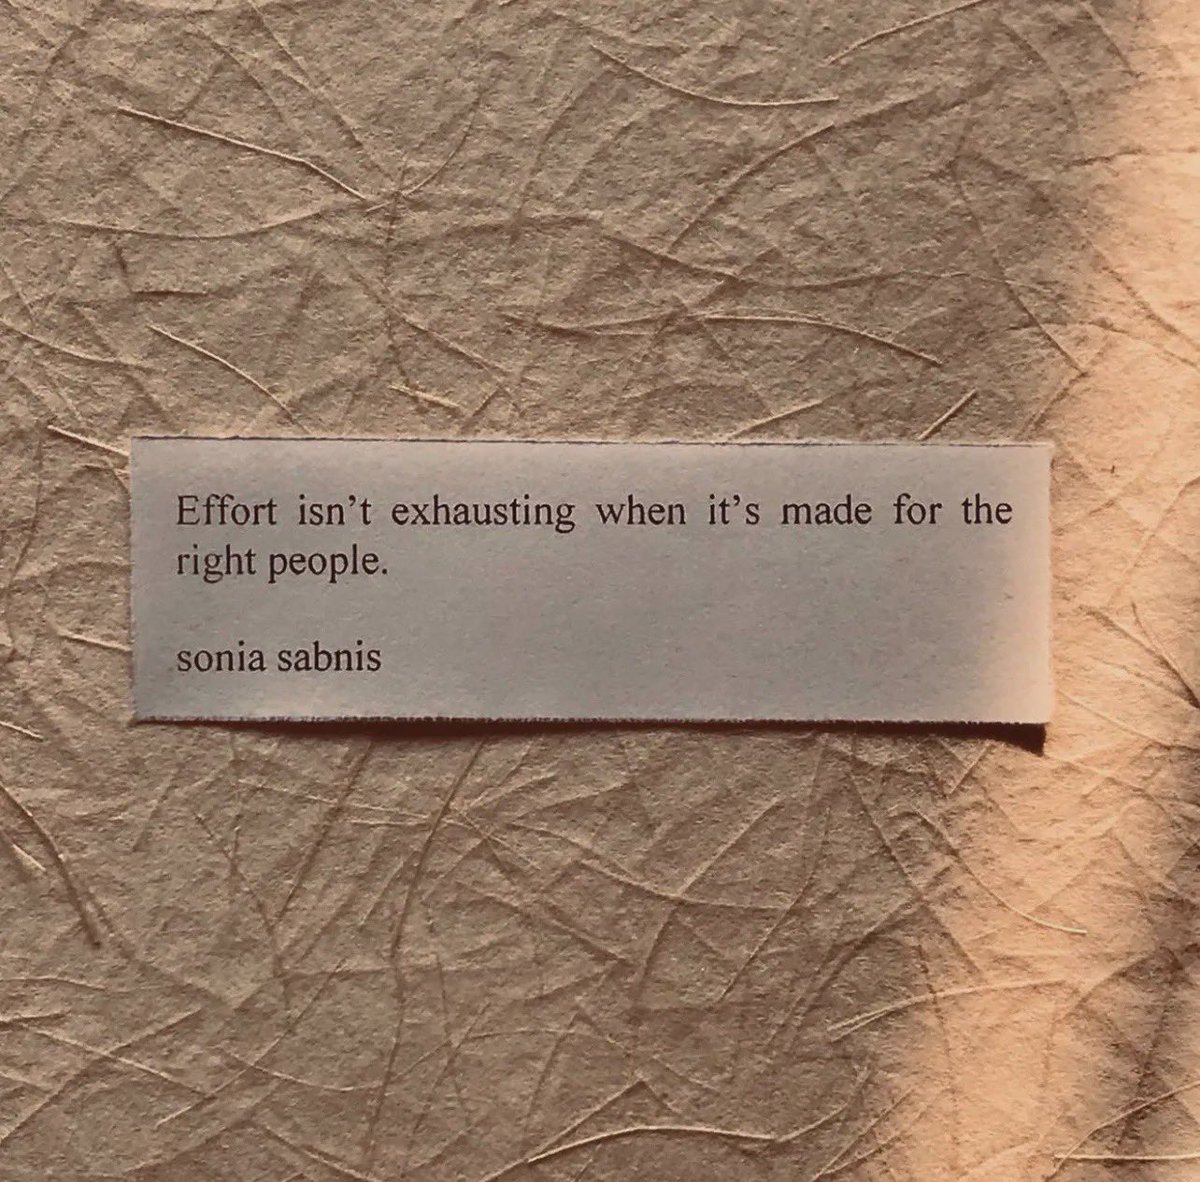 Effort isn’t exhausting when it’s made for the
right people.
sonia sabnis